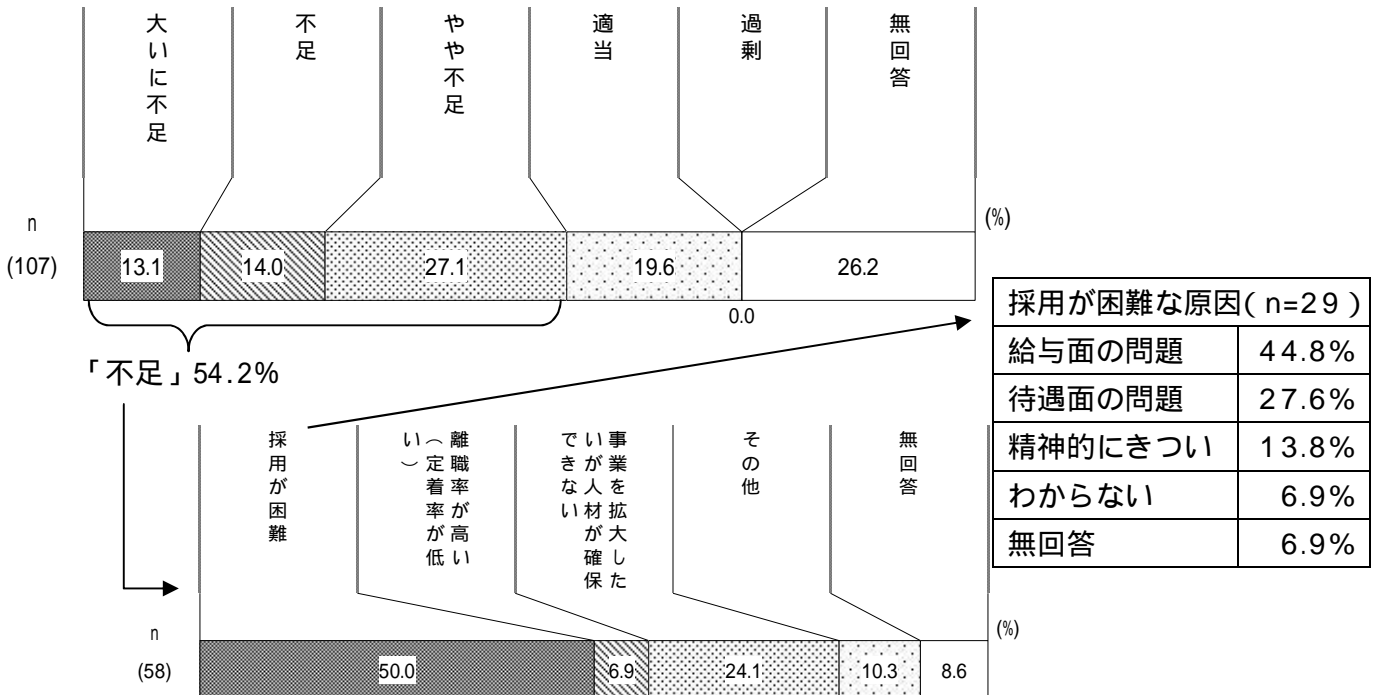 大いに不足
不足
やや不足
適当
過剰
無回答
(%)
n
(107)
13.1
14.0
27.1
19.6
26.2
0.0
「不足」54.2%
採用が困難
離職率が高い
(定着率が低
い)
事業を拡大した
いが人材が確保
できない
その他
無回答
(%)
n
(58)
50.0
6.9
24.1
10.3
8.6
採用が困難な原因(n=29)
給与面の問題 44.8%
待遇面の問題 27.6%
精神的にきつい 13.8%
わからない 6.9%
無回答 6.9%